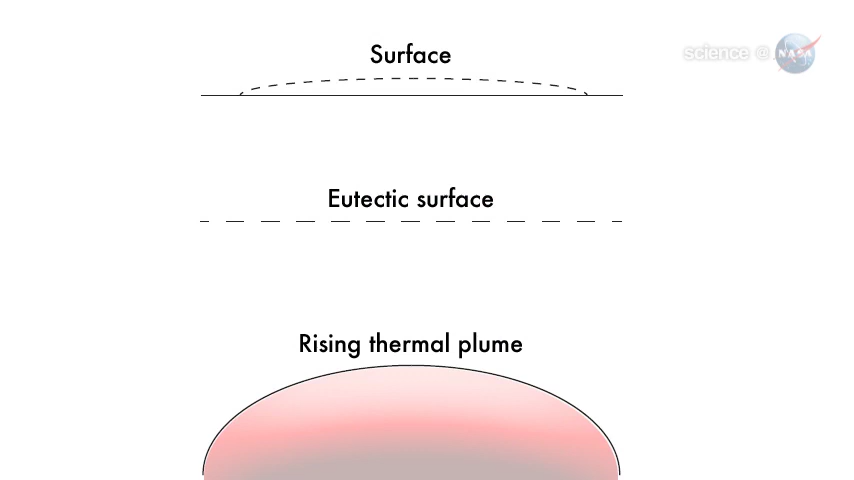 Surface
science @ NASA
Eutectic surface
Rising thermal plume